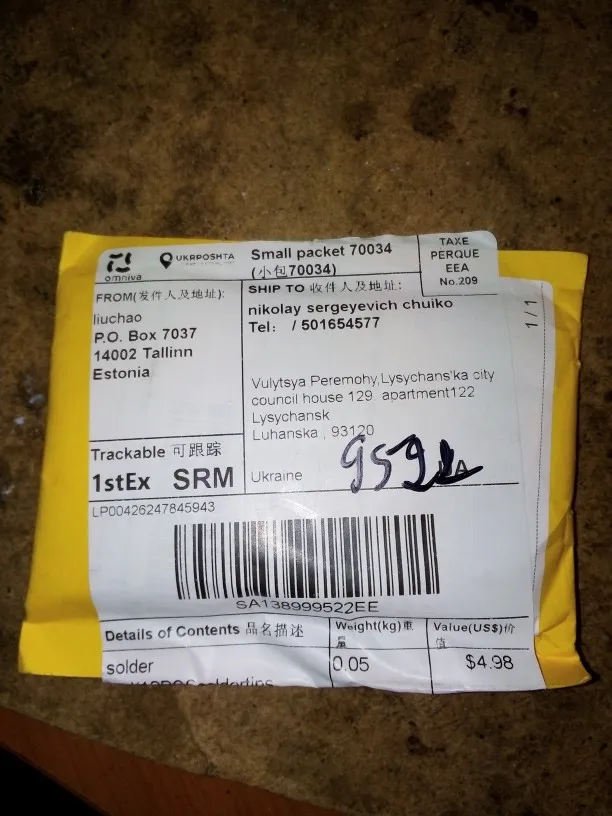 omniva
UKRPOSHTA
Small packet 70034
(小包70034)
TAXE
PERQUE
EEA
No.209
FROM(发件人及地址):
liuchao
P.O. Box 7037
14002 Tallinn
Estonia
SHIP TO 收件人及地址:
nikolay sergeyevich chuiko
Tel: / 501654577
Vulytsya Peremohy,Lysychans'ka city
council house 129 apartment122
Lysychansk
Luhanska , 93120
Ukraine
1/1
Trackable 可跟踪
1stEx SRM
LP00426247845943
SA138999522EE
Details of Contents 品名描述
Weight(kg)重
量
Value(US$)价
值
solder
0.05
$4.98